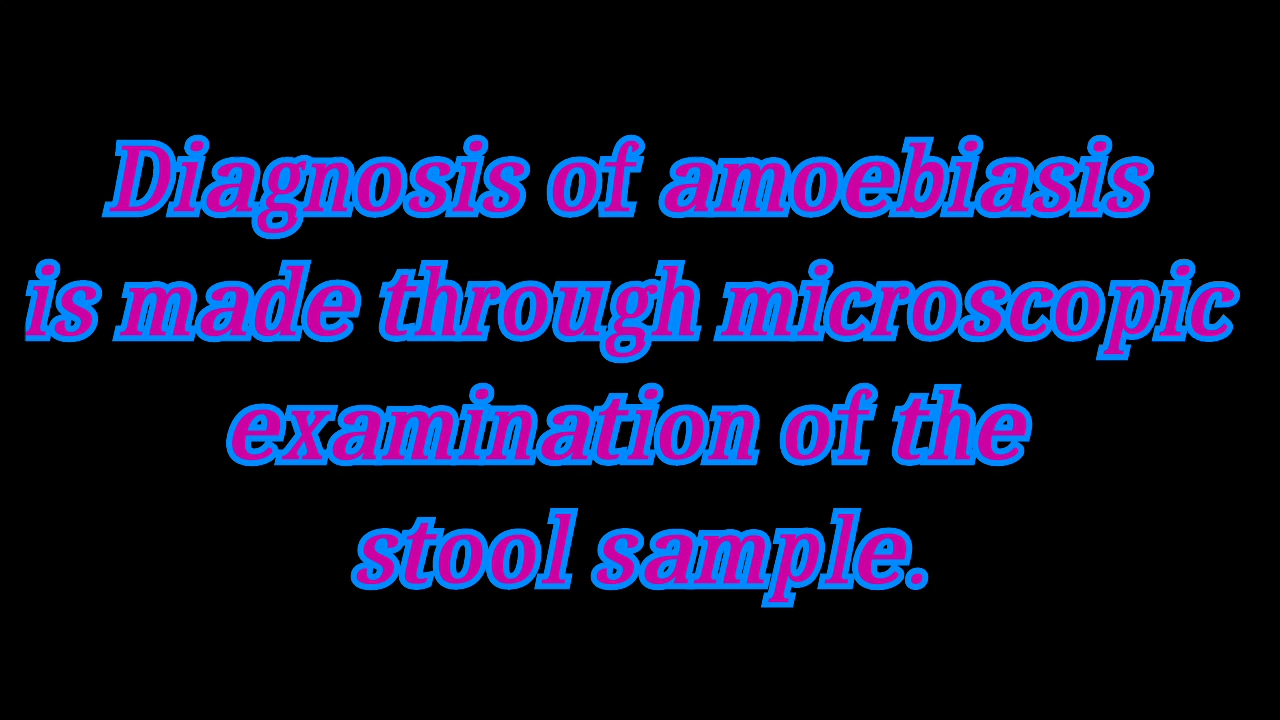 Diagnosis of amoebiasis
is made through microscopic
examination of the
stool sample.